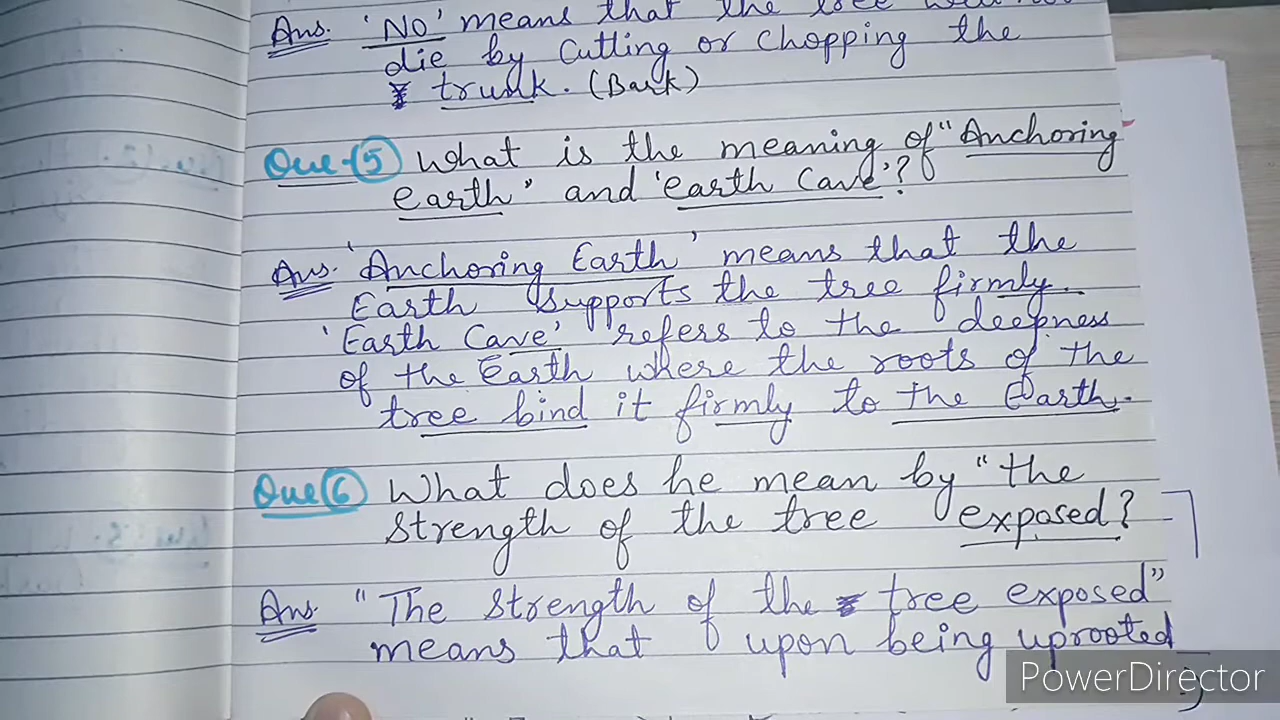 Ans. 'NO' means that the tree
die by cutting or chopping the
trunk. (Bark)
Que-(5) What is the meaning of "Anchoring
earth" and 'earth Cave'?
Ans. 'Anchoring Earth' means that the
Earth supports the tree firmly.
'Earth Cave' refers to the deepness
of the Earth where the roots of the
tree bind it firmly to the Earth.
Que (6) What does he mean by "the
strength of the tree exposed?
Ans. "The strength of the tree exposed"
means that upon being uprooted
PowerDirector